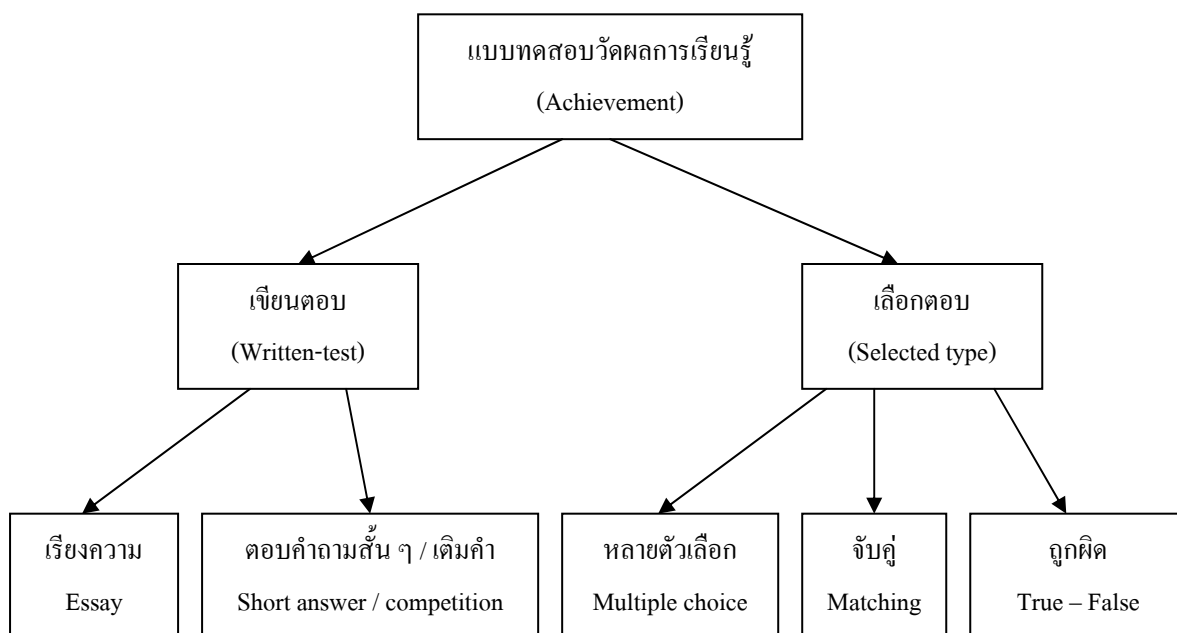 แบบทดสอบวัดผลการเรียนรู้
(Achievement)
เขียนตอบ
(Written-test)
เลือกตอบ
(Selected type)
เรียงความ
Essay
ตอบคำถามสั้น ๆ / เติมคำ
Short answer / competition
หลายตัวเลือก
Multiple choice
จับคู่
Matching
ถูกผิด
True – False